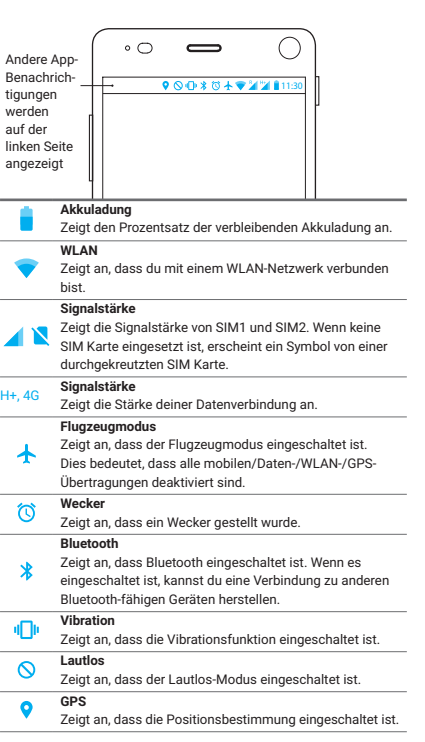 Andere App-
Benachrich-
tigungen
werden
auf der
linken Seite
angezeigt
11:30
Akkuladung
Zeigt den Prozentsatz der verbleibenden Akkuladung an.
WLAN
Zeigt an, dass du mit einem WLAN-Netzwerk verbunden
bist.
Signalstärke
Zeigt die Signalstärke von SIM1 und SIM2. Wenn keine
SIM Karte eingesetzt ist, erscheint ein Symbol von einer
durchgekreutzten SIM Karte.
H+, 4G
Signalstärke
Zeigt die Stärke deiner Datenverbindung an.
Flugzeugmodus
Zeigt an, dass der Flugzeugmodus eingeschaltet ist.
Dies bedeutet, dass alle mobilen/Daten-/WLAN-/GPS-
Übertragungen deaktiviert sind.
Wecker
Zeigt an, dass ein Wecker gestellt wurde.
Bluetooth
Zeigt an, dass Bluetooth eingeschaltet ist. Wenn es
eingeschaltet ist, kannst du eine Verbindung zu anderen
Bluetooth-fähigen Geräten herstellen.
Vibration
Zeigt an, dass die Vibrationsfunktion eingeschaltet ist.
Lautlos
Zeigt an, dass der Lautlos-Modus eingeschaltet ist.
GPS
Zeigt an, dass die Positionsbestimmung eingeschaltet ist.